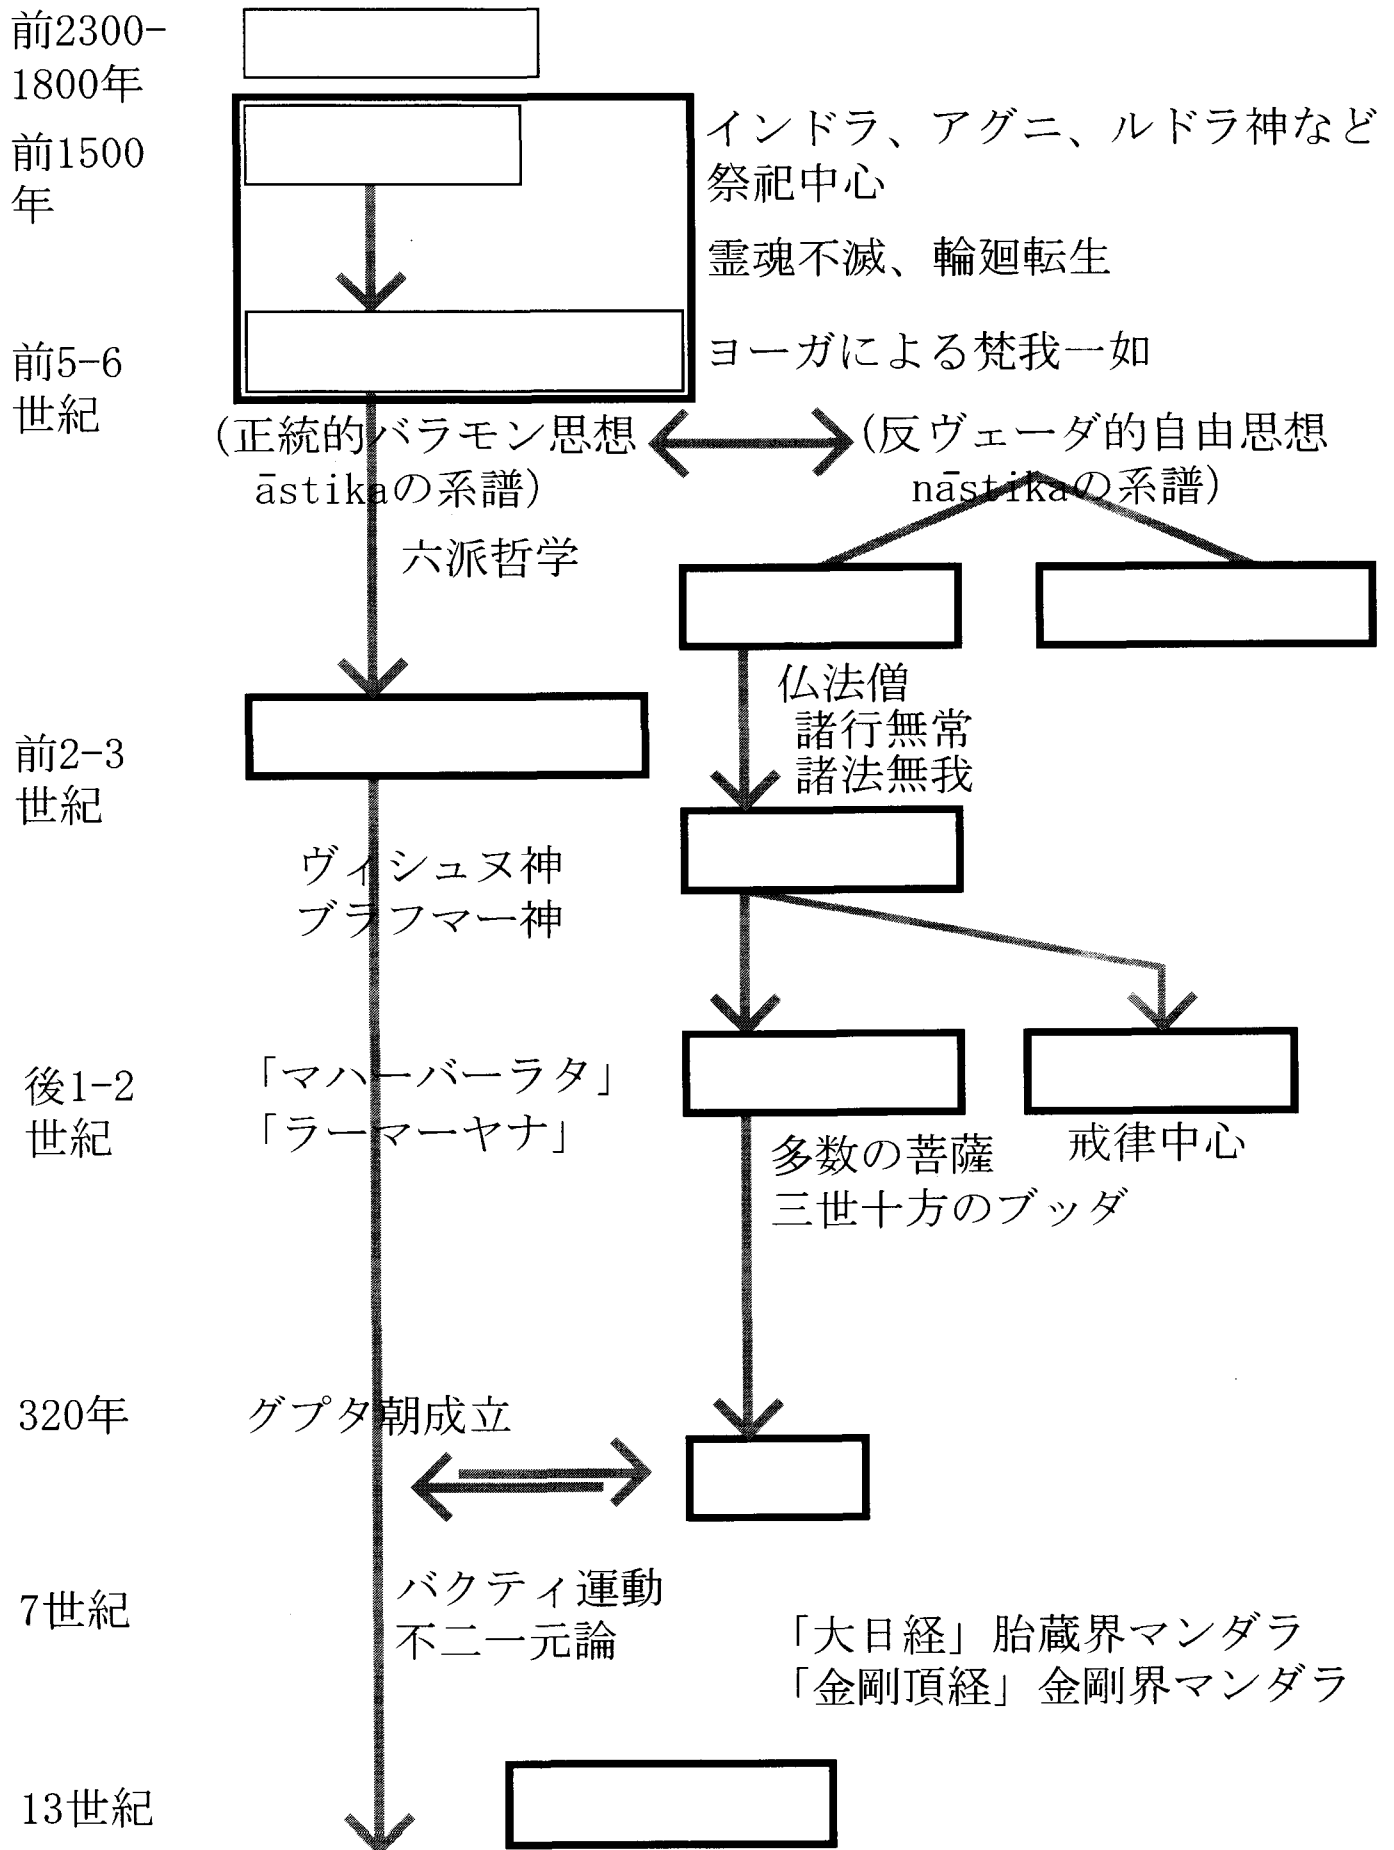 前2300-
1800年
前1500
年
インドラ、アグニ、ルドラ神など
祭祀中心
霊魂不滅、輪廻転生
前5-6
世紀
ヨーガによる梵我一如
(正統的バラモン思想
āstikaの系譜)
(反ヴェーダ的自由思想
nāstikaの系譜)
六派哲学
仏法僧
諸行無常
諸法無我
前2-3
世紀
ヴィシュヌ神
ブラフマー神
後1-2
世紀
「マハーバーラタ」
「ラーマーヤナ」
多数の菩薩
三世十方のブッダ
戒律中心
320年
グプタ朝成立
7世紀
バクティ運動
不二一元論
「大日経」胎蔵界マンダラ
「金剛頂経」金剛界マンダラ
13世紀